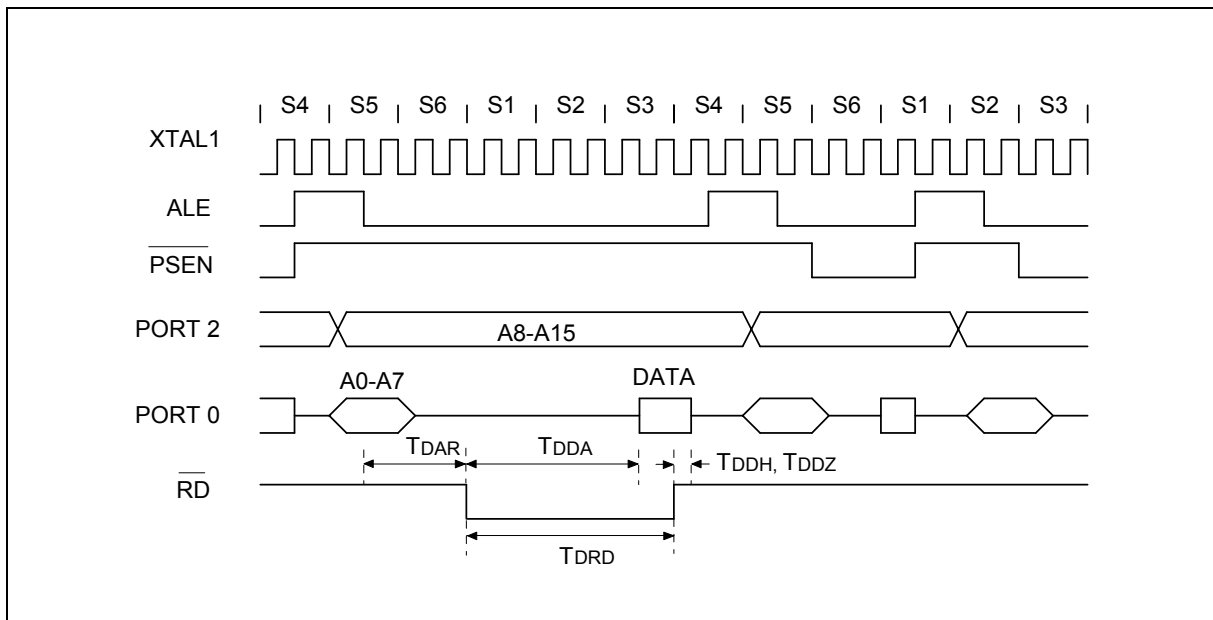 S4 S5 S6 S1 S2 S3 S4 S5 S6 S1 S2 S3
XTAL1
ALE
PSEN
PORT 2
A8-A15
A0-A7 DATA
PORT 0
TDAR TDDA TDDH, TDDZ
RD
TDRD